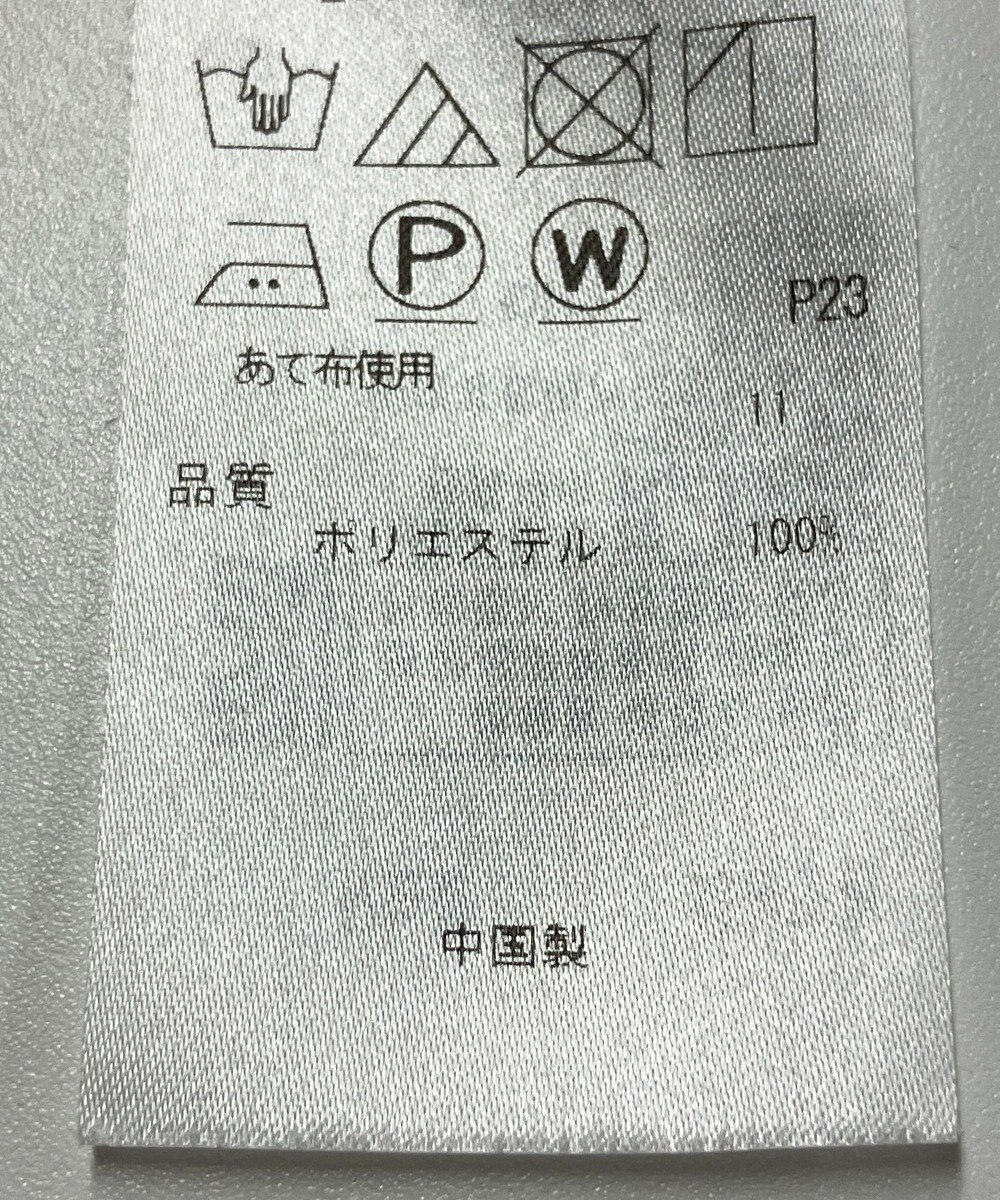 P W
P23
あて布使用
11
品質
ポリエステル 100%
中国製